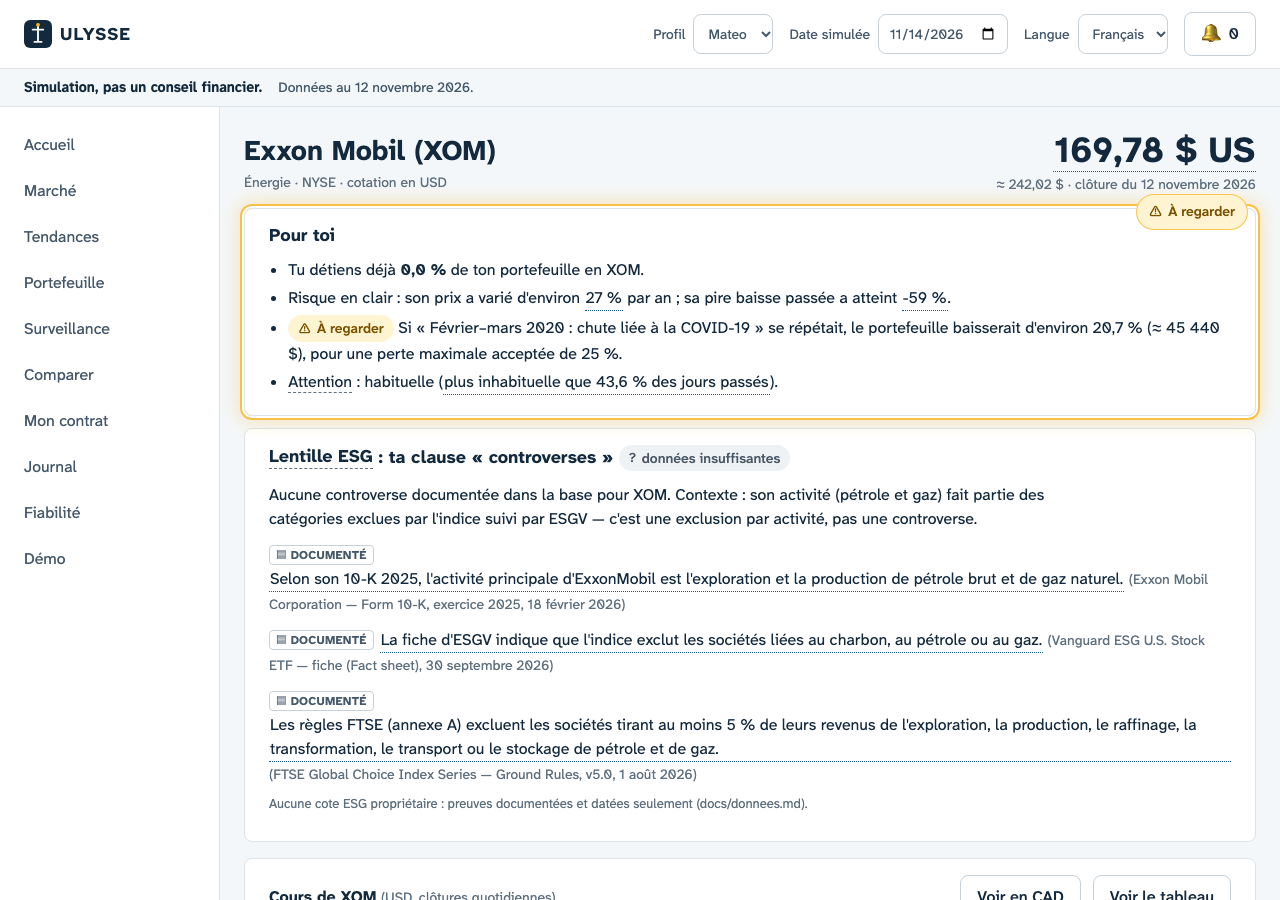 ULYSSE
Profil Mateo Date simulée 11/14/2026 Langue Français 0
Simulation, pas un conseil financier. Données au 12 novembre 2026.
Accueil
Marché
Tendances
Portefeuille
Surveillance
Comparer
Mon contrat
Journal
Fiabilité
Démo
Exxon Mobil (XOM)
Énergie · NYSE · cotation en USD
169,78 $ US
≈ 242,02 $ · clôture du 12 novembre 2026
À regarder
Pour toi
• Tu détiens déjà 0,0 % de ton portefeuille en XOM.
• Risque en clair : son prix a varié d'environ 27 % par an ; sa pire baisse passée a atteint -59 %.
• À regarder Si « Février–mars 2020 : chute liée à la COVID-19 » se répétait, le portefeuille baisserait d'environ 20,7 % (≈ 45 440
$), pour une perte maximale acceptée de 25 %.
• Attention : habituelle (plus inhabituelle que 43,6 % des jours passés).
Lentille ESG : ta clause « controverses » ? données insuffisantes
Aucune controverse documentée dans la base pour XOM. Contexte : son activité (pétrole et gaz) fait partie des
catégories exclues par l'indice suivi par ESGV — c'est une exclusion par activité, pas une controverse.
DOCUMENTÉ
Selon son 10-K 2025, l'activité principale d'ExxonMobil est l'exploration et la production de pétrole brut et de gaz naturel. (Exxon Mobil
Corporation — Form 10-K, exercice 2025, 18 février 2026)
DOCUMENTÉ La fiche d'ESGV indique que l'indice exclut les sociétés liées au charbon, au pétrole ou au gaz. (Vanguard ESG U.S. Stock
ETF — fiche (Fact sheet), 30 septembre 2026)
DOCUMENTÉ
Les règles FTSE (annexe A) excluent les sociétés tirant au moins 5 % de leurs revenus de l'exploration, la production, le raffinage, la
transformation, le transport ou le stockage de pétrole et de gaz.
(FTSE Global Choice Index Series — Ground Rules, v5.0, 1 août 2026)
Aucune cote ESG propriétaire : preuves documentées et datées seulement (docs/donnees.md).
Cours de XOM (USD, clôtures quotidiennes) Voir en CAD Voir le tableau